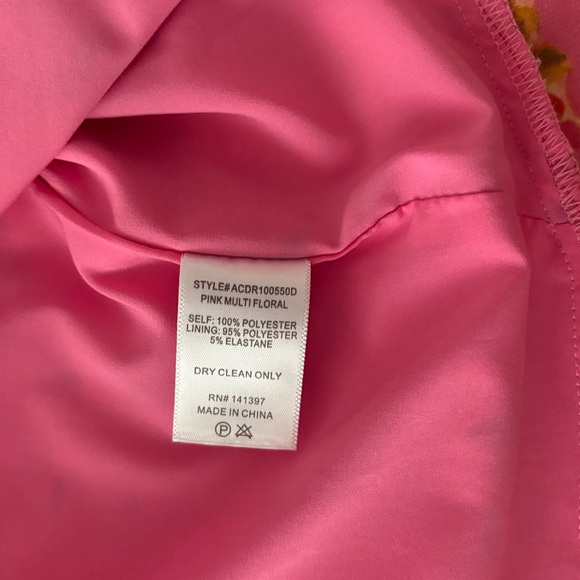 STYLE# ACDR100550D
PINK MULTI FLORAL
SELF: 100% POLYESTER
LINING: 95% POLYESTER
5% ELASTANE
DRY CLEAN ONLY
RN# 141397
MADE IN CHINA
P